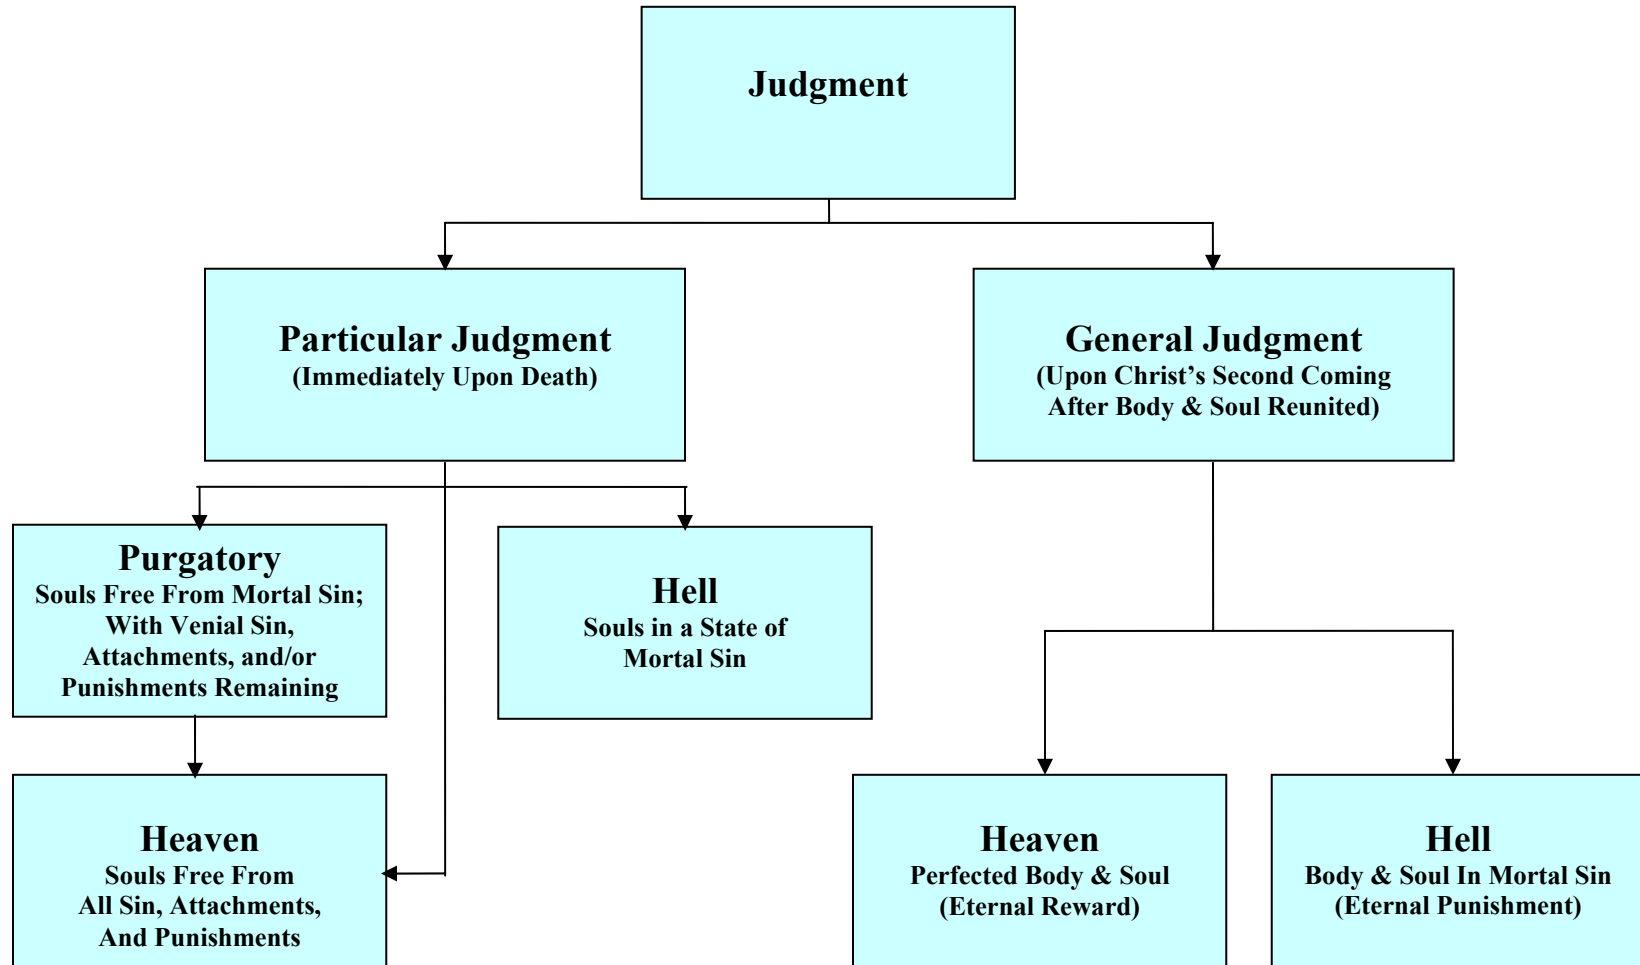 Judgment
Particular Judgment
(Immediately Upon Death)
General Judgment
(Upon Christ’s Second Coming
After Body & Soul Reunited)
Purgatory
Souls Free From Mortal Sin;
With Venial Sin,
Attachments, and/or
Punishments Remaining
Hell
Souls in a State of
Mortal Sin
Heaven
Souls Free From
All Sin, Attachments,
And Punishments
Heaven
Perfected Body & Soul
(Eternal Reward)
Hell
Body & Soul In Mortal Sin
(Eternal Punishment)